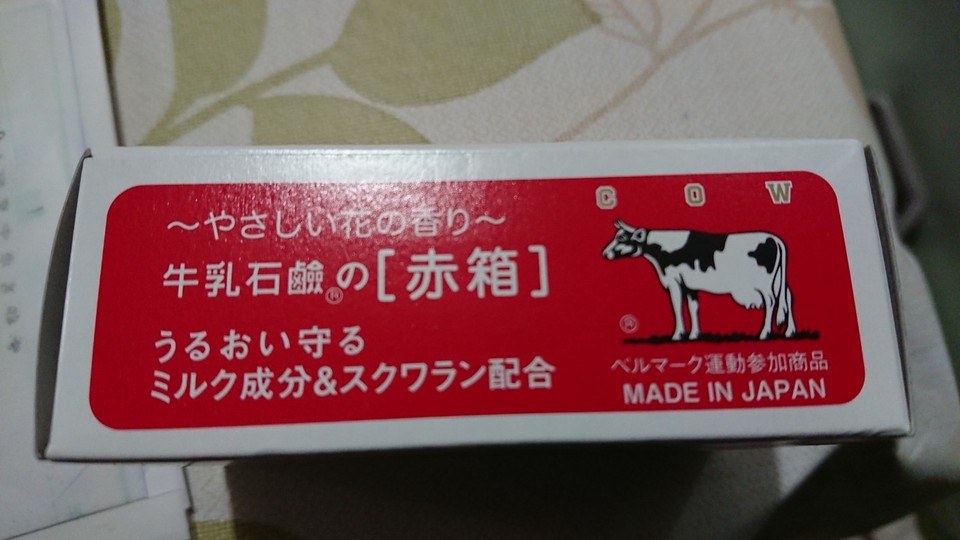 ～やさしい花の香り～
牛乳石鹸®の[赤箱]
うるおい守る
ミルク成分&スクワラン配合
COW
®
ベルマーク運動参加商品
MADE IN JAPAN